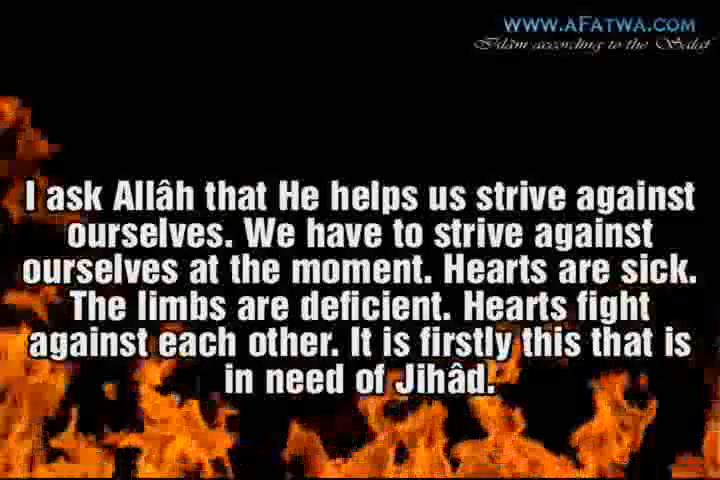 WWW.AFATWA.COM
Islâm according to the Salaf
I ask Allâh that He helps us strive against
ourselves. We have to strive against
ourselves at the moment. Hearts are sick.
The limbs are deficient. Hearts fight
against each other. It is firstly this that is
in need of Jihâd.